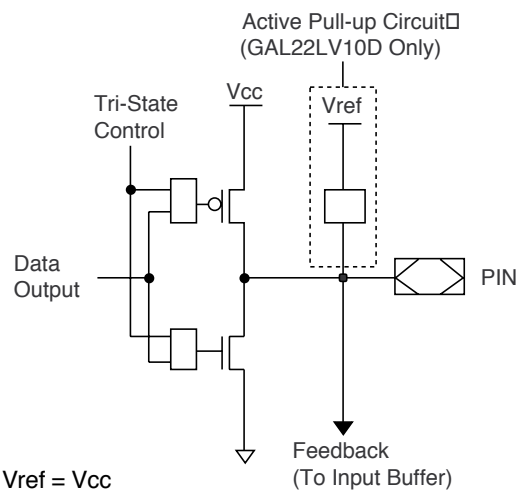 Active Pull-up Circuit□
(GAL22LV10D Only)
Vcc
Vref
Tri-State
Control
Data
Output
PIN
Feedback
(To Input Buffer)
Vref = Vcc